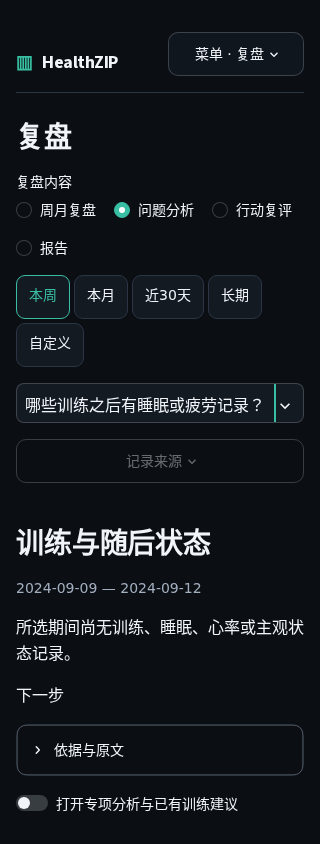 HealthZIP
菜单 · 复盘
复盘
复盘内容
周月复盘 问题分析 行动复评
报告
本周 本月 近30天 长期
自定义
哪些训练之后有睡眠或疲劳记录？
记录来源
训练与随后状态
2024-09-09 — 2024-09-12
所选期间尚无训练、睡眠、心率或主观状
态记录。
下一步
依据与原文
打开专项分析与已有训练建议